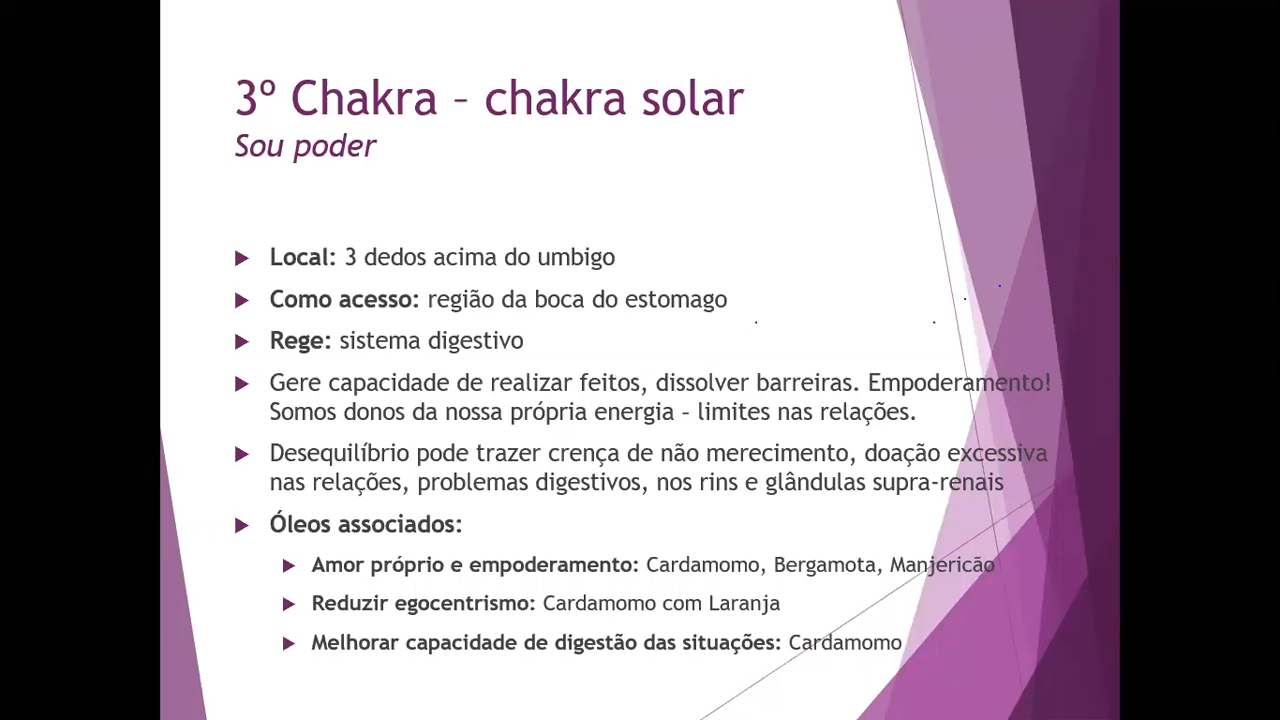 3º Chakra – chakra solar
Sou poder
Local: 3 dedos acima do umbigo
Como acesso: região da boca do estomago
Rege: sistema digestivo
Gere capacidade de realizar feitos, dissolver barreiras. Empoderamento!
Somos donos da nossa própria energia – limites nas relações.
Desequilíbrio pode trazer crença de não merecimento, doação excessiva
nas relações, problemas digestivos, nos rins e glândulas supra-renais
Óleos associados:
Amor próprio e empoderamento: Cardamomo, Bergamota, Manjericão
Reduzir egocentrismo: Cardamomo com Laranja
Melhorar capacidade de digestão das situações: Cardamomo